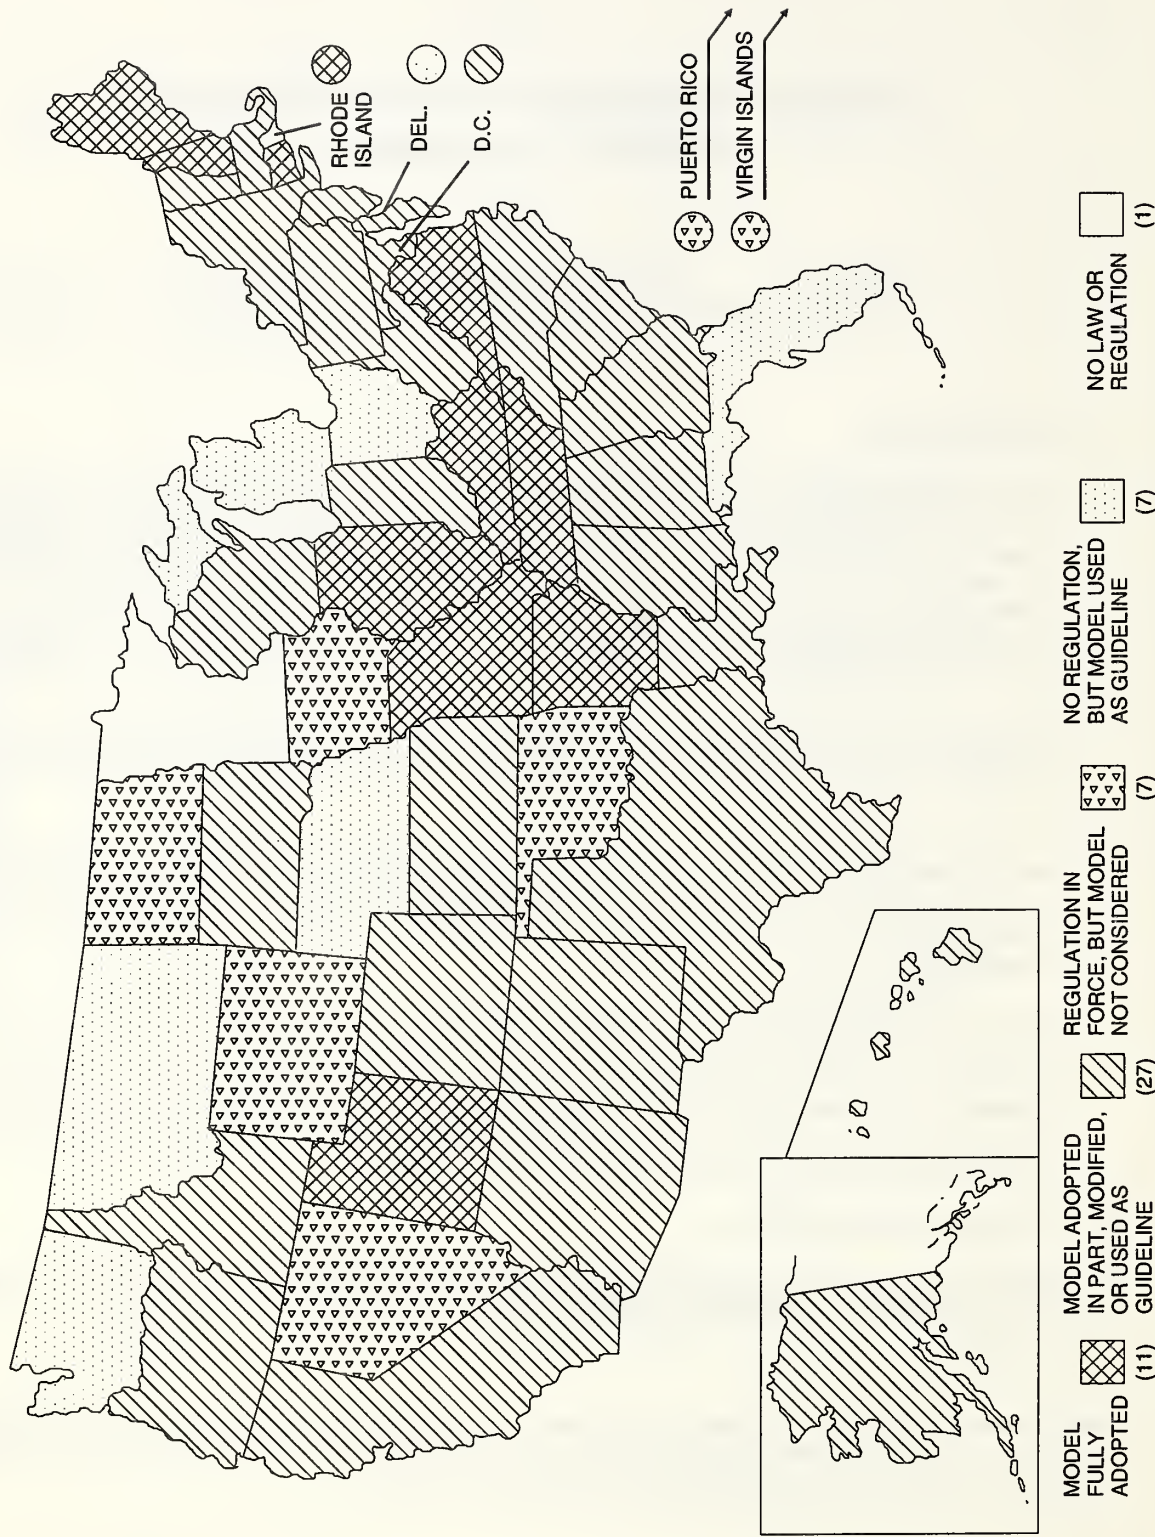 RHODE
ISLAND
DEL.
D.C.
PUERTO RICO
VIRGIN ISLANDS
MODEL
FULLY
ADOPTED
(11)
MODEL ADOPTED
IN PART, MODIFIED,
OR USED AS
GUIDELINE
(27)
REGULATION IN
FORCE, BUT MODEL
NOT CONSIDERED
(7)
NO REGULATION,
BUT MODEL USED
AS GUIDELINE
(7)
NO LAW OR
REGULATION
(1)